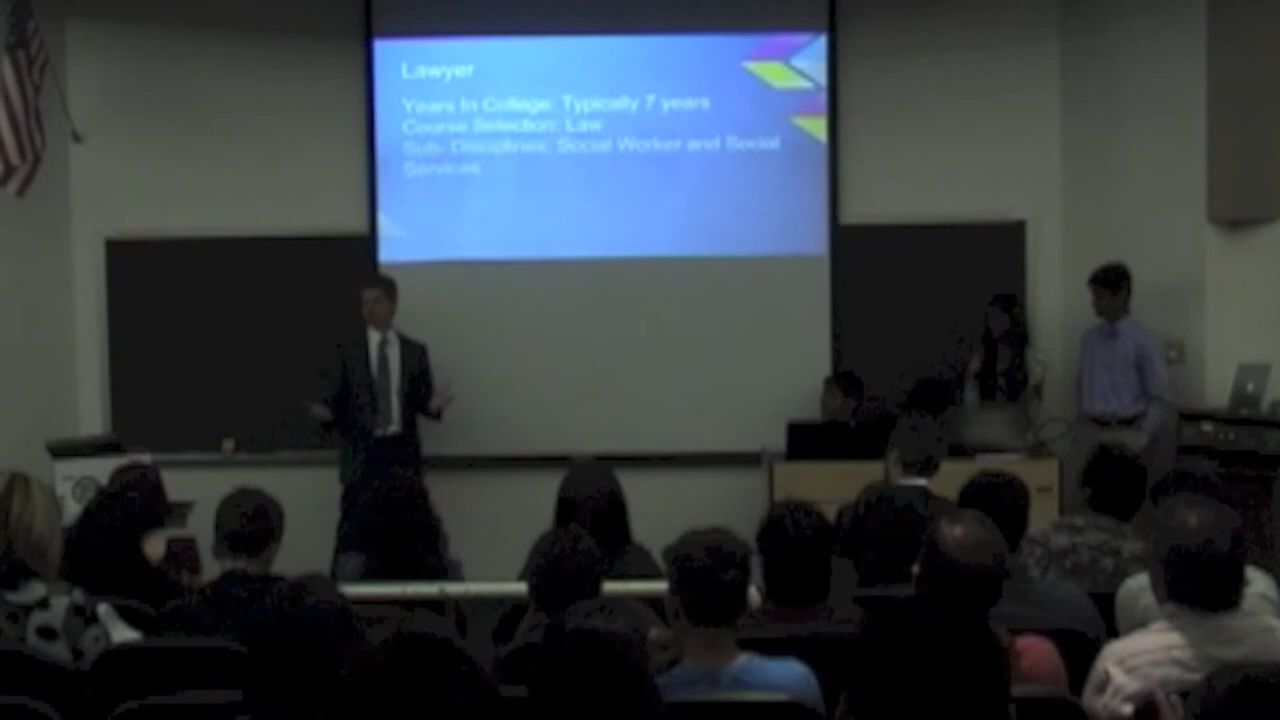 Lawyer
Years In College: Typically 7 years
Course Selection: Law
Sub- Disciplines: Social Worker and Social
Services